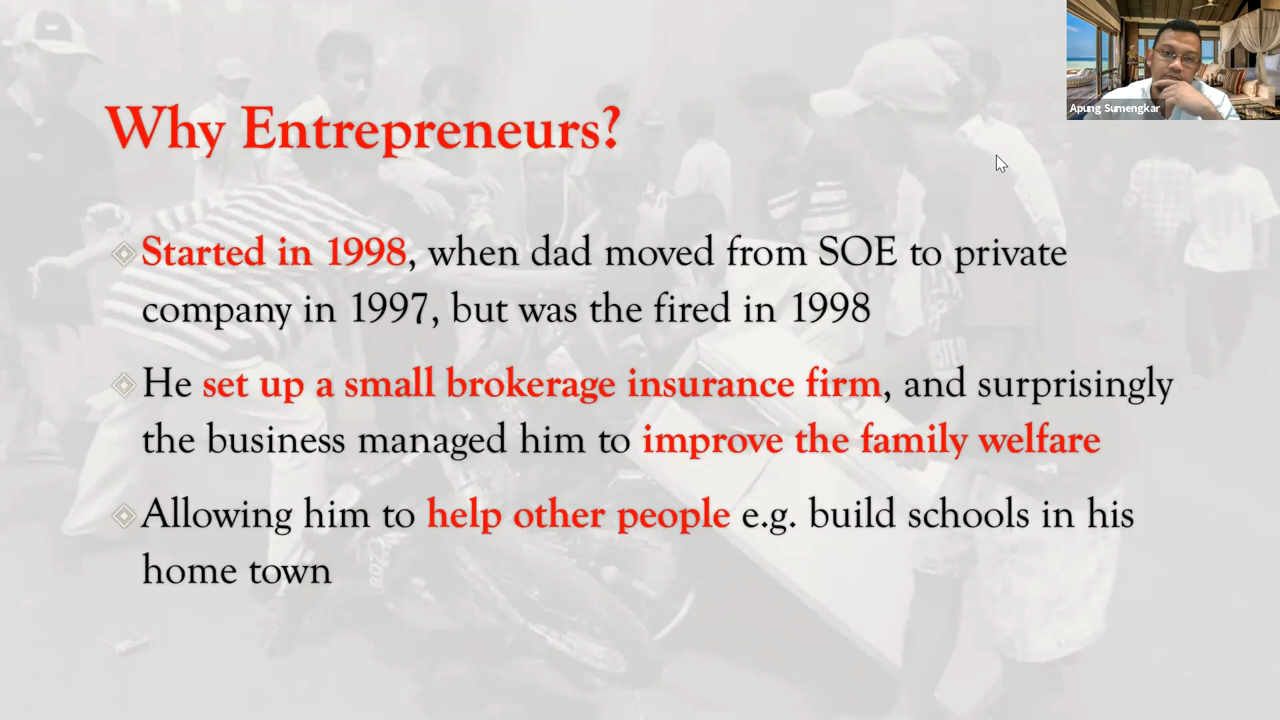 Apung Sumengkar
Why Entrepreneurs?
Started in 1998, when dad moved from SOE to private
company in 1997, but was the fired in 1998
He set up a small brokerage insurance firm, and surprisingly
the business managed him to improve the family welfare
Allowing him to help other people e.g. build schools in his
home town